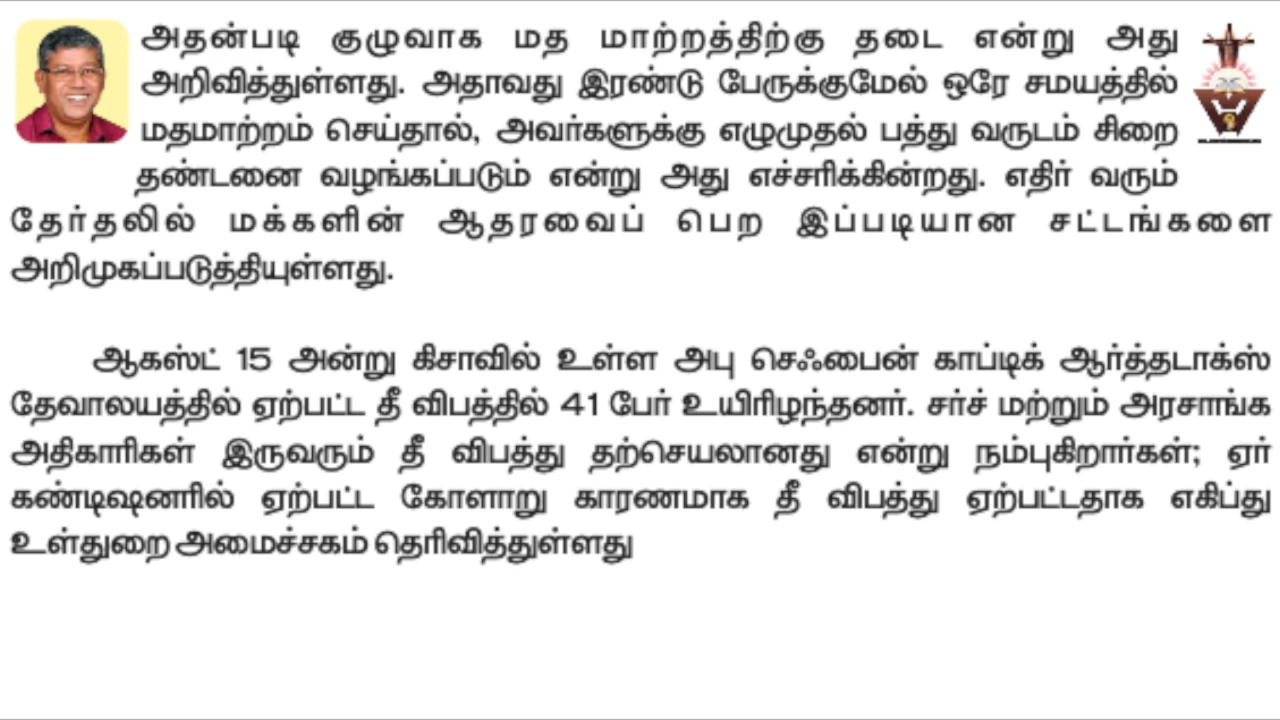 அதன்படி குழுவாக மத மாற்றத்திற்கு தடை என்று அது
அறிவித்துள்ளது. அதாவது இரண்டு பேருக்குமேல் ஒரே சமயத்தில்
மதமாற்றம் செய்தால், அவர்களுக்கு எழுமுதல் பத்து வருடம் சிறை
தண்டனை வழங்கப்படும் என்று அது எச்சரிக்கின்றது. எதிர் வரும்
தேர்தலில் மக்களின் ஆதரவைப் பெற இப்படியான சட்டங்களை
அறிமுகப்படுத்தியுள்ளது.
ஆகஸ்ட் 15 அன்று கிசாவில் உள்ள அபு செஃபைன் காப்டிக் ஆர்த்தடாக்ஸ்
தேவாலயத்தில் ஏற்பட்ட தீ விபத்தில் 41 பேர் உயிரிழந்தனர். சர்ச் மற்றும் அரசாங்க
அதிகாரிகள் இருவரும் தீ விபத்து தற்செயலானது என்று நம்புகிறார்கள்; ஏர்
கண்டிஷனரில் ஏற்பட்ட கோளாறு காரணமாக தீ விபத்து ஏற்பட்டதாக எகிப்து
உள்துறை அமைச்சகம் தெரிவித்துள்ளது